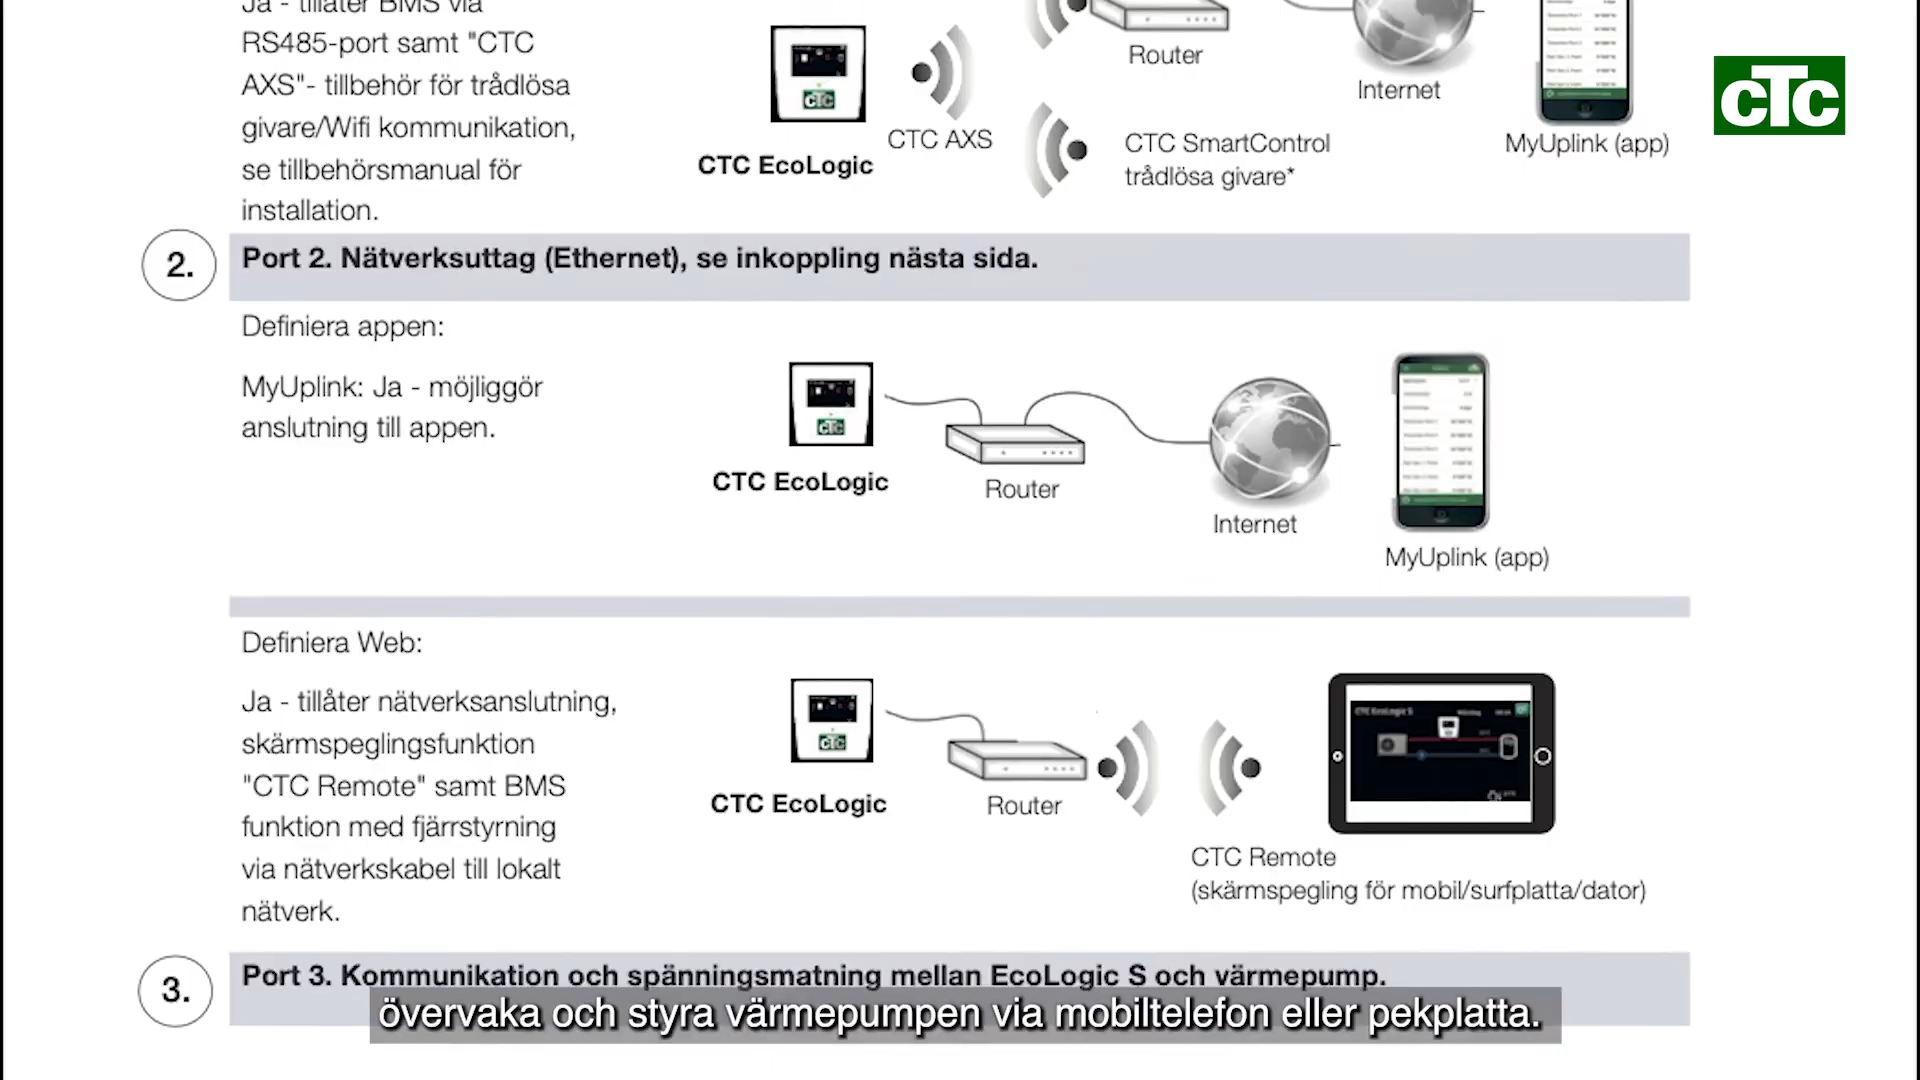 Ja - tillåter BMS via
RS485-port samt "CTC
AXS"- tillbehör för trådlösa
givare/Wifi kommunikation,
se tillbehörsmanual för
installation.
CTC EcoLogic
CTC AXS
Router
CTC SmartControl
trådlösa givare*
Internet
MyUplink (app)
CTC
2.
Port 2. Nätverksuttag (Ethernet), se inkoppling nästa sida.
Definiera appen:
MyUplink: Ja - möjliggör
anslutning till appen.
CTC
CTC EcoLogic
Router
Internet
MyUplink (app)
Definiera Web:
Ja - tillåter nätverksanslutning,
skärmspeglingsfunktion
"CTC Remote" samt BMS
funktion med fjärrstyrning
via nätverkskabel till lokalt
nätverk.
CTC
CTC EcoLogic
Router
CTC EcoLogic S
CTC Remote
(skärmspegling för mobil/surfplatta/dator)
3.
Port 3. Kommunikation och spänningsmatning mellan EcoLogic S och värmepump.
övervaka och styra värmepumpen via mobiltelefon eller pekplatta.
CTC